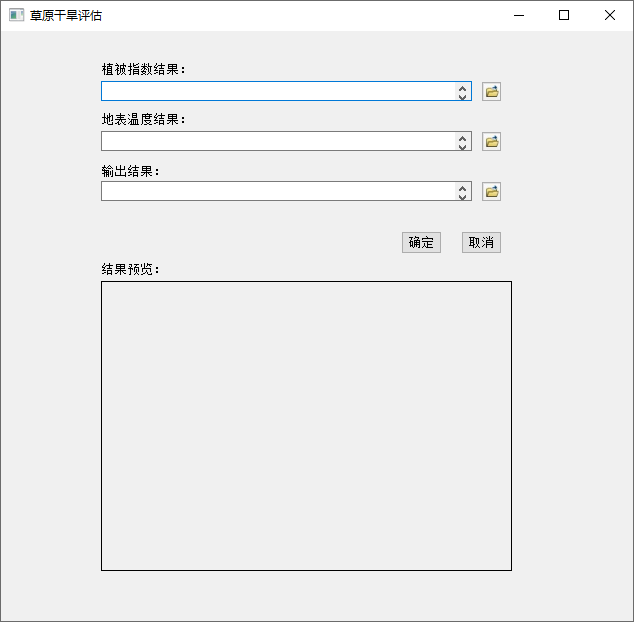 草原干旱评估
植被指数结果：
地表温度结果：
输出结果：
确定 取消
结果预览：